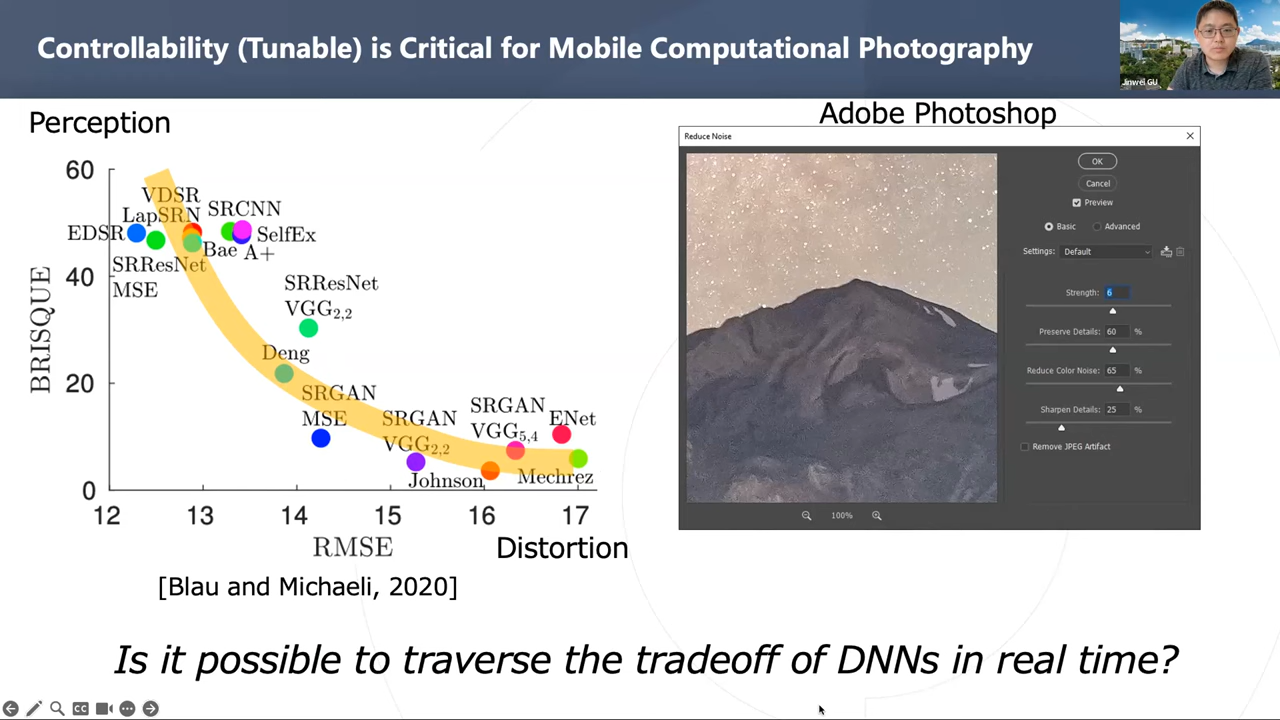 Controllability (Tunable) is Critical for Mobile Computational Photography
Jinwei GU
Perception
60
40
20
0
BRISQUE
12 13 14 15 16 17
RMSE
Distortion
VDSR
LapSRN
SRCNN
EDSR
SelfEx
Bae
A+
SRResNet
MSE
SRResNet
VGG2,2
Deng
SRGAN
MSE
SRGAN
VGG2,2
SRGAN
VGG5,4
ENet
Johnson
Mechrez
[Blau and Michaeli, 2020]
Adobe Photoshop
Reduce Noise
OK
Cancel
Preview
Basic Advanced
Settings: Default
Strength: 6
Preserve Details: 60 %
Reduce Color Noise: 65 %
Sharpen Details: 25 %
Remove JPEG Artifact
100%
Is it possible to traverse the tradeoff of DNNs in real time?
CC